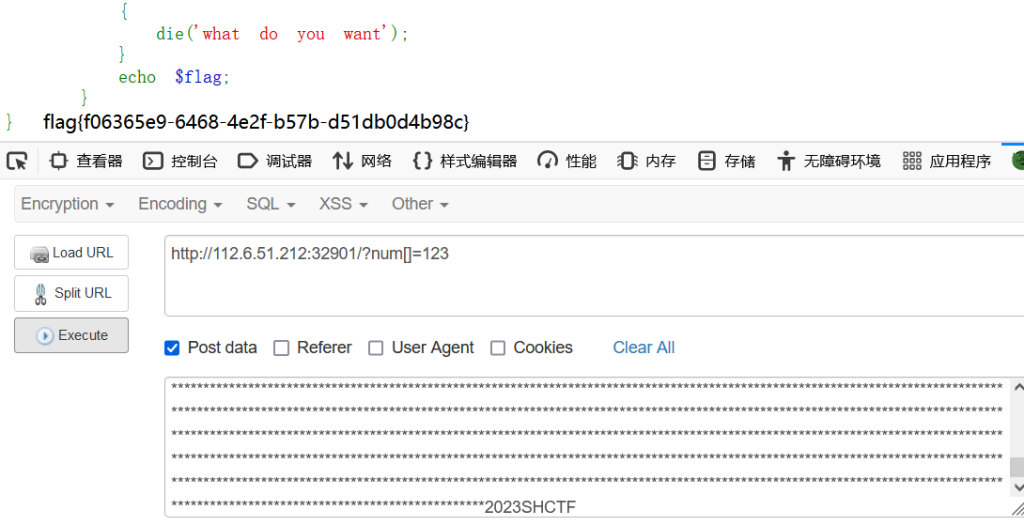 {
die('what do you want');
}
echo $flag;
}
} flag{f06365e9-6468-4e2f-b57b-d51db0d4b98c}
查看器 控制台 调试器 网络 样式编辑器 性能 内存 存储 无障碍环境 应用程序
Encryption Encoding SQL XSS Other
Load URL http://112.6.51.212:32901/?num[]=123
Split URL
Execute
Post data Referer User Agent Cookies Clear All
2023SHCTF